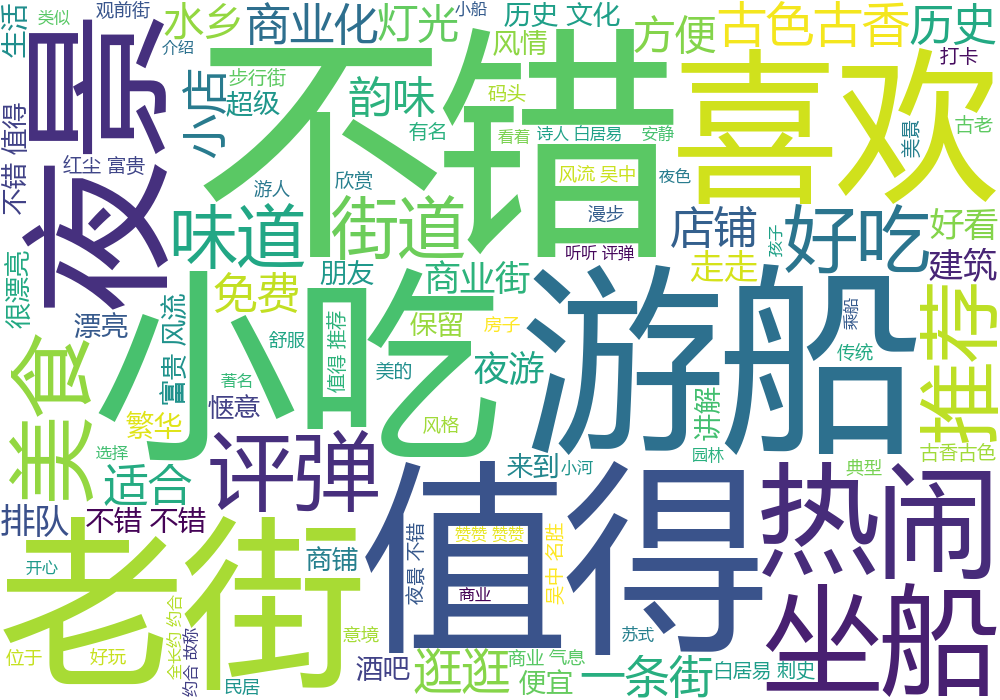 类似
观前街
水乡
商业化
灯光
小船
历史 文化
风情
方便
古色古香
历史
生活
介绍
夜景
不错
喜欢
打卡
步行街
小店
超级
韵味
码头
有名
看着
诗人 白居易
安静
美景
古老
不错 值得
红尘 富贵
游人
欣赏
风流 吴中
夜色
漫步
味道
街道
店铺
好吃
好看
听听 评弹
孩子
走走
建筑
很漂亮
富贵 风流
免费
朋友
商业街
小吃
游船
乘船
推荐
漂亮
舒服
值得 推荐
保留
房子
传统
美的
夜游
著名
惬意
美食
繁华
风格
讲解
选择
评弹
园林
古香古色
适合
来到
小河
典型
值得
热闹
排队
不错 不错
老街
商铺
夜景 不错
赞赞 赞赞
吴中 名胜
开心
商业
坐船
全长约 约合
约合 故称
意境
苏式
位于
好玩
民居
酒吧
逛逛
商业 气息
便宜
一条街
白居易 刺史